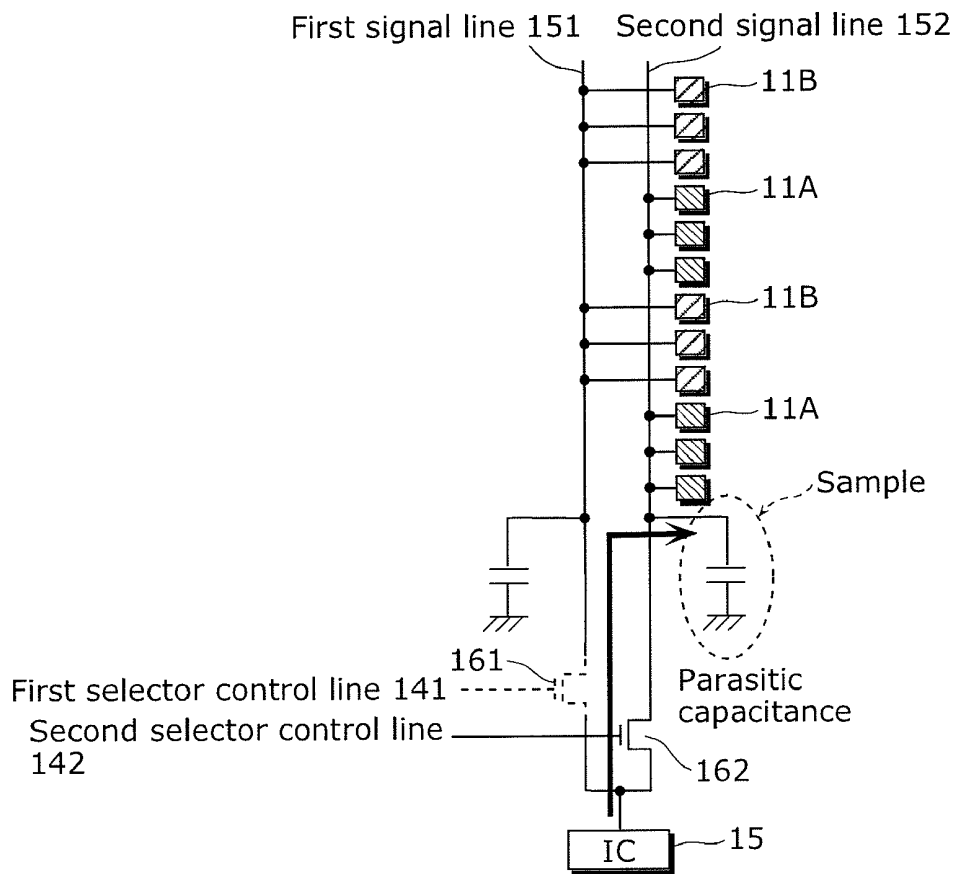 First signal line 151
Second signal line 152
11B
11A
11B
11A
Sample
161
First selector control line 141
Parasitic
capacitance
Second selector control line
142
162
IC
15